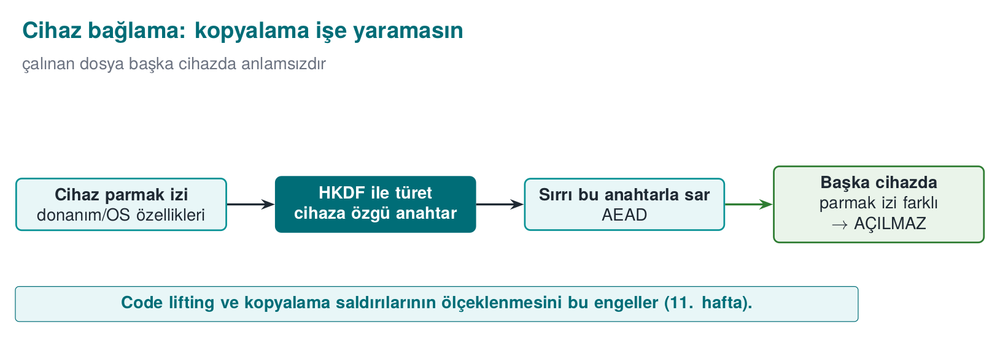 Cihaz bağlama: kopyalama işe yaramasın
çalınan dosya başka cihazda anlamsızdır
Cihaz parmak izi
donanım/OS özellikleri
HKDF ile türet
cihaza özgü anahtar
Sırrı bu anahtarla sar
AEAD
Başka cihazda
parmak izi farklı
→ AÇILMAZ
Code lifting ve kopyalama saldırılarının ölçeklenmesini bu engeller (11. hafta).